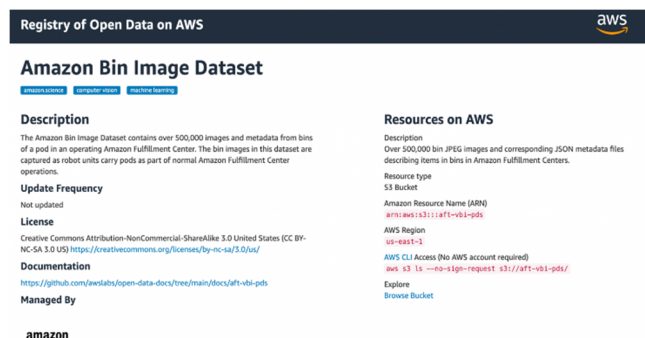 Registry of Open Data on AWS
aws
Amazon Bin Image Dataset
amazon.science
computer vision
machine learning
Description
The Amazon Bin Image Dataset contains over 500,000 images and metadata from bins
of a pod in an operating Amazon Fulfillment Center. The bin images in this dataset are
captured as robot units carry pods as part of normal Amazon Fulfillment Center
operations.
Update Frequency
Not updated
License
Creative Commons Attribution-NonCommercial-ShareAlike 3.0 United States (CC BY-
NC-SA 3.0 US) https://creativecommons.org/licenses/by-nc-sa/3.0/us/
Documentation
https://github.com/awslabs/open-data-docs/tree/main/docs/aft-vbi-pds
Managed By
amazon
Resources on AWS
Description
Over 500,000 bin JPEG images and corresponding JSON metadata files
describing items in bins in Amazon Fulfillment Centers.
Resource type
S3 Bucket
Amazon Resource Name (ARN)
arn:aws:s3:::aft-vbi-pds
AWS Region
us-east-1
AWS CLI Access (No AWS account required)
aws s3 ls --no-sign-request s3://aft-vbi-pds/
Explore
Browse Bucket